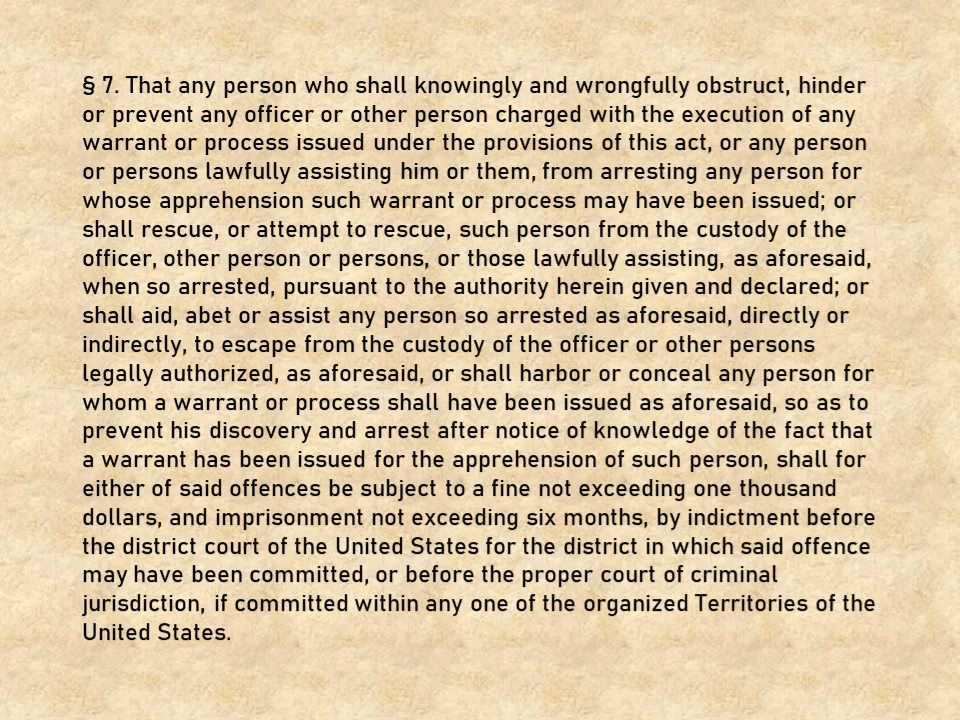 § 7. That any person who shall knowingly and wrongfully obstruct, hinder
or prevent any officer or other person charged with the execution of any
warrant or process issued under the provisions of this act, or any person
or persons lawfully assisting him or them, from arresting any person for
whose apprehension such warrant or process may have been issued; or
shall rescue, or attempt to rescue, such person from the custody of the
officer, other person or persons, or those lawfully assisting, as aforesaid,
when so arrested, pursuant to the authority herein given and declared; or
shall aid, abet or assist any person so arrested as aforesaid, directly or
indirectly, to escape from the custody of the officer or other persons
legally authorized, as aforesaid, or shall harbor or conceal any person for
whom a warrant or process shall have been issued as aforesaid, so as to
prevent his discovery and arrest after notice of knowledge of the fact that
a warrant has been issued for the apprehension of such person, shall for
either of said offences be subject to a fine not exceeding one thousand
dollars, and imprisonment not exceeding six months, by indictment before
the district court of the United States for the district in which said offence
may have been committed, or before the proper court of criminal
jurisdiction, if committed within any one of the organized Territories of the
United States.